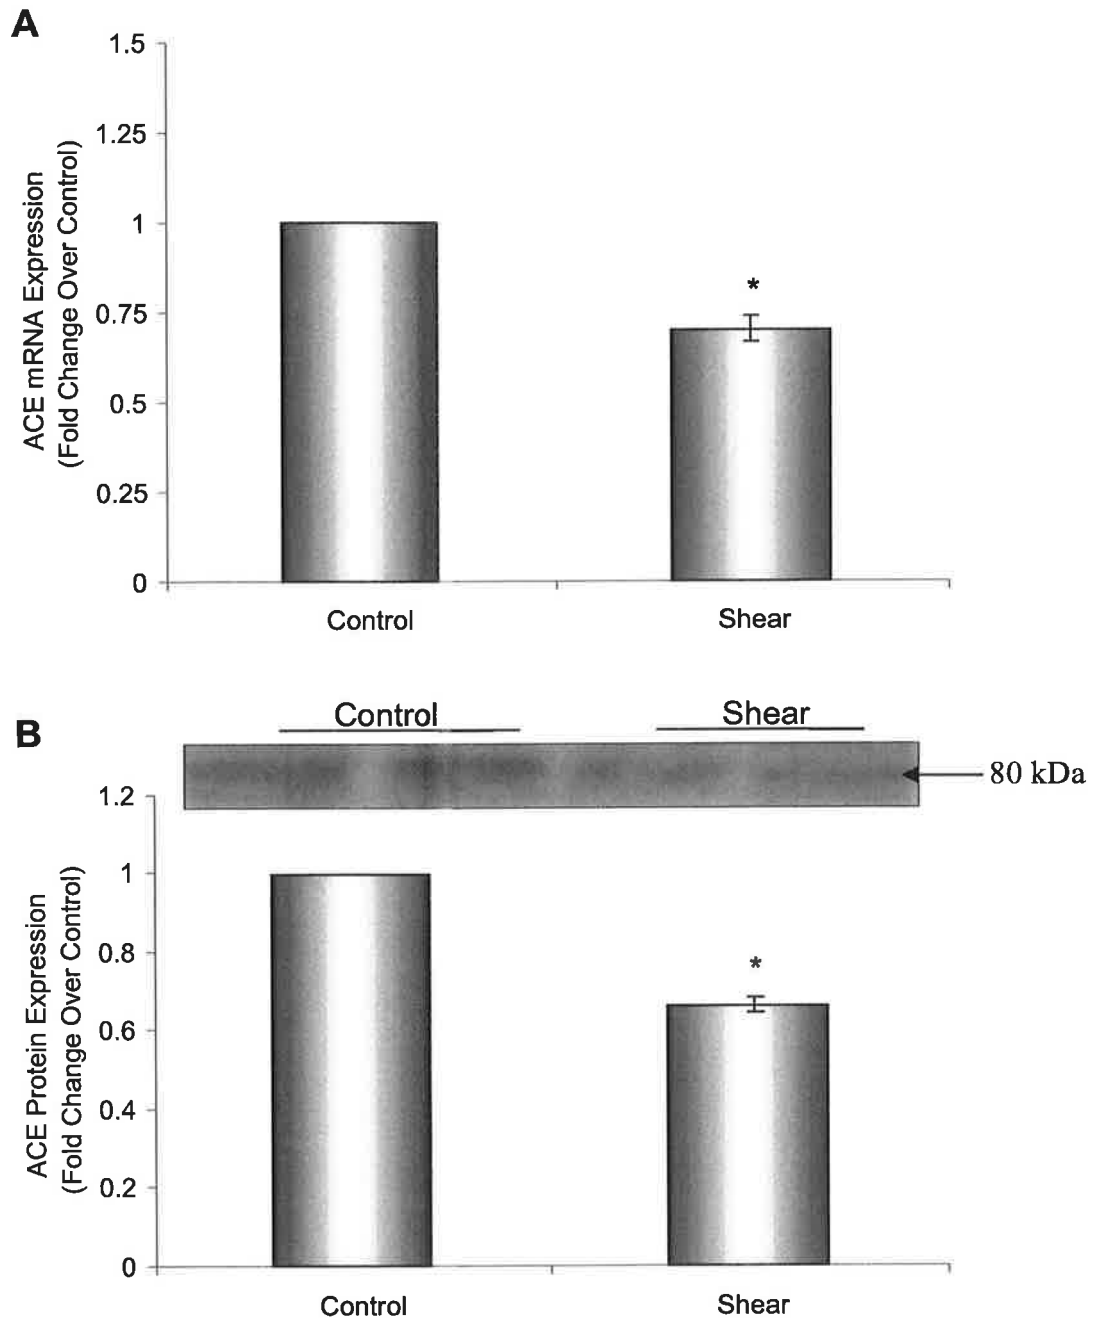 A
1.5
1.25
1
0.75
0.5
0.25
0
ACE mRNA Expression
(Fold Change Over Control)
*
Control
Shear
B
Control
Shear
80 kDa
1.2
1
0.8
0.6
0.4
0.2
0
ACE Protein Expression
(Fold Change Over Control)
*
Control
Shear